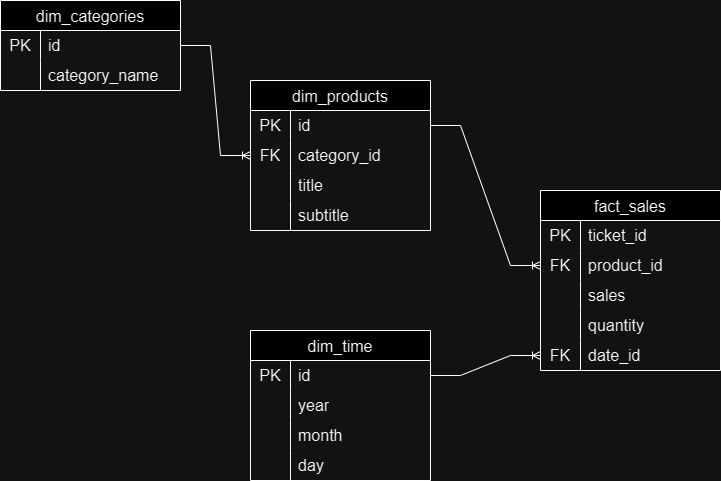 dim_categories
PK id
category_name
dim_products
PK id
FK category_id
title
subtitle
fact_sales
PK ticket_id
FK product_id
sales
quantity
FK date_id
dim_time
PK id
year
month
day